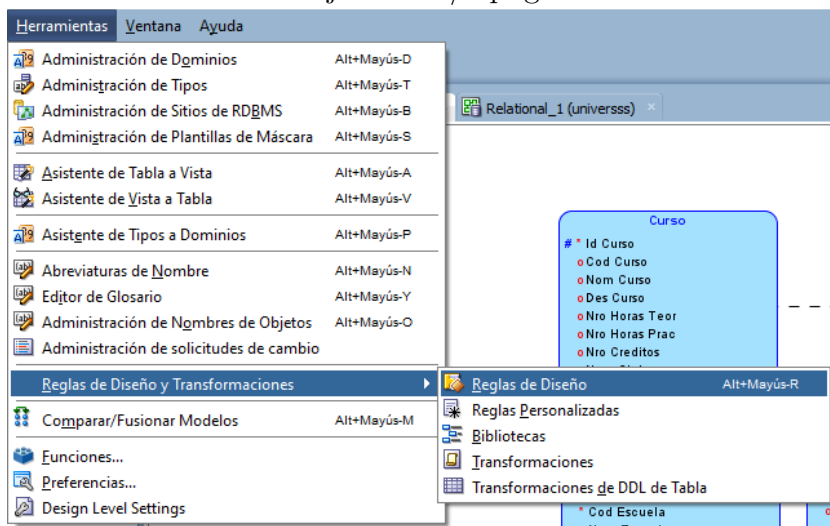 Herramientas Ventana Ayuda
Administración de Dominios Alt+Mayús-D
Administración de Tipos Alt+Mayús-T
Administración de Sitios de RDBMS Alt+Mayús-B
Administración de Plantillas de Máscara Alt+Mayús-S
Asistente de Tabla a Vista Alt+Mayús-A
Asistente de Vista a Tabla Alt+Mayús-V
Asistente de Tipos a Dominios Alt+Mayús-P
Abreviaturas de Nombre Alt+Mayús-N
Editor de Glosario Alt+Mayús-Y
Administración de Nombres de Objetos Alt+Mayús-O
Administración de solicitudes de cambio
Reglas de Diseño y Transformaciones
Comparar/Fusionar Modelos Alt+Mayús-M
Funciones...
Preferencias...
Design Level Settings
Relational_1 (universss)
Curso
# * Id Curso
o Cod Curso
o Nom Curso
o Des Curso
o Nro Horas Teor
o Nro Horas Prac
o Nro Creditos
Reglas de Diseño Alt+Mayús-R
Reglas Personalizadas
Bibliotecas
Transformaciones
Transformaciones de DDL de Tabla
* Cod Escuela